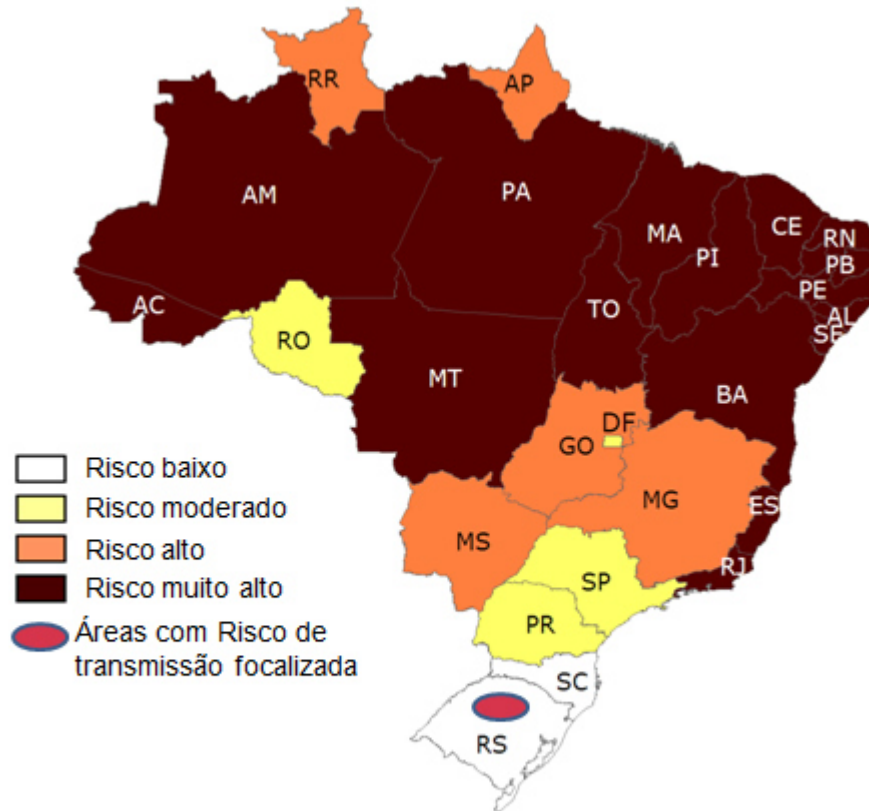 RR
AP
AM
PA
MA
CE
RN
PI
PB
PE
AC
TO
AL
SE
RO
MT
BA
DF
GO
MG
ES
MS
RJ
SP
PR
SC
RS
Risco baixo
Risco moderado
Risco alto
Risco muito alto
Áreas com Risco de
transmissão focalizada